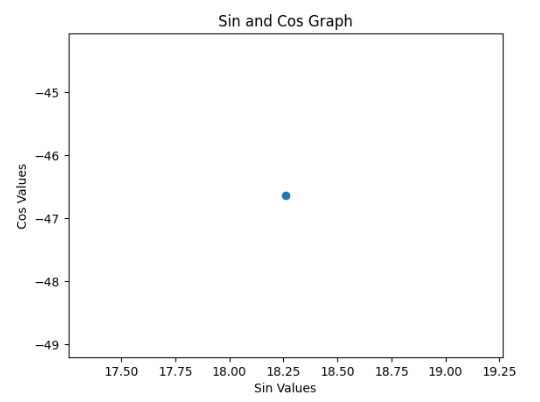 Sin and Cos Graph
−45
−46
−47
−48
−49
Cos Values
17.50 17.75 18.00 18.25 18.50 18.75 19.00 19.25
Sin Values